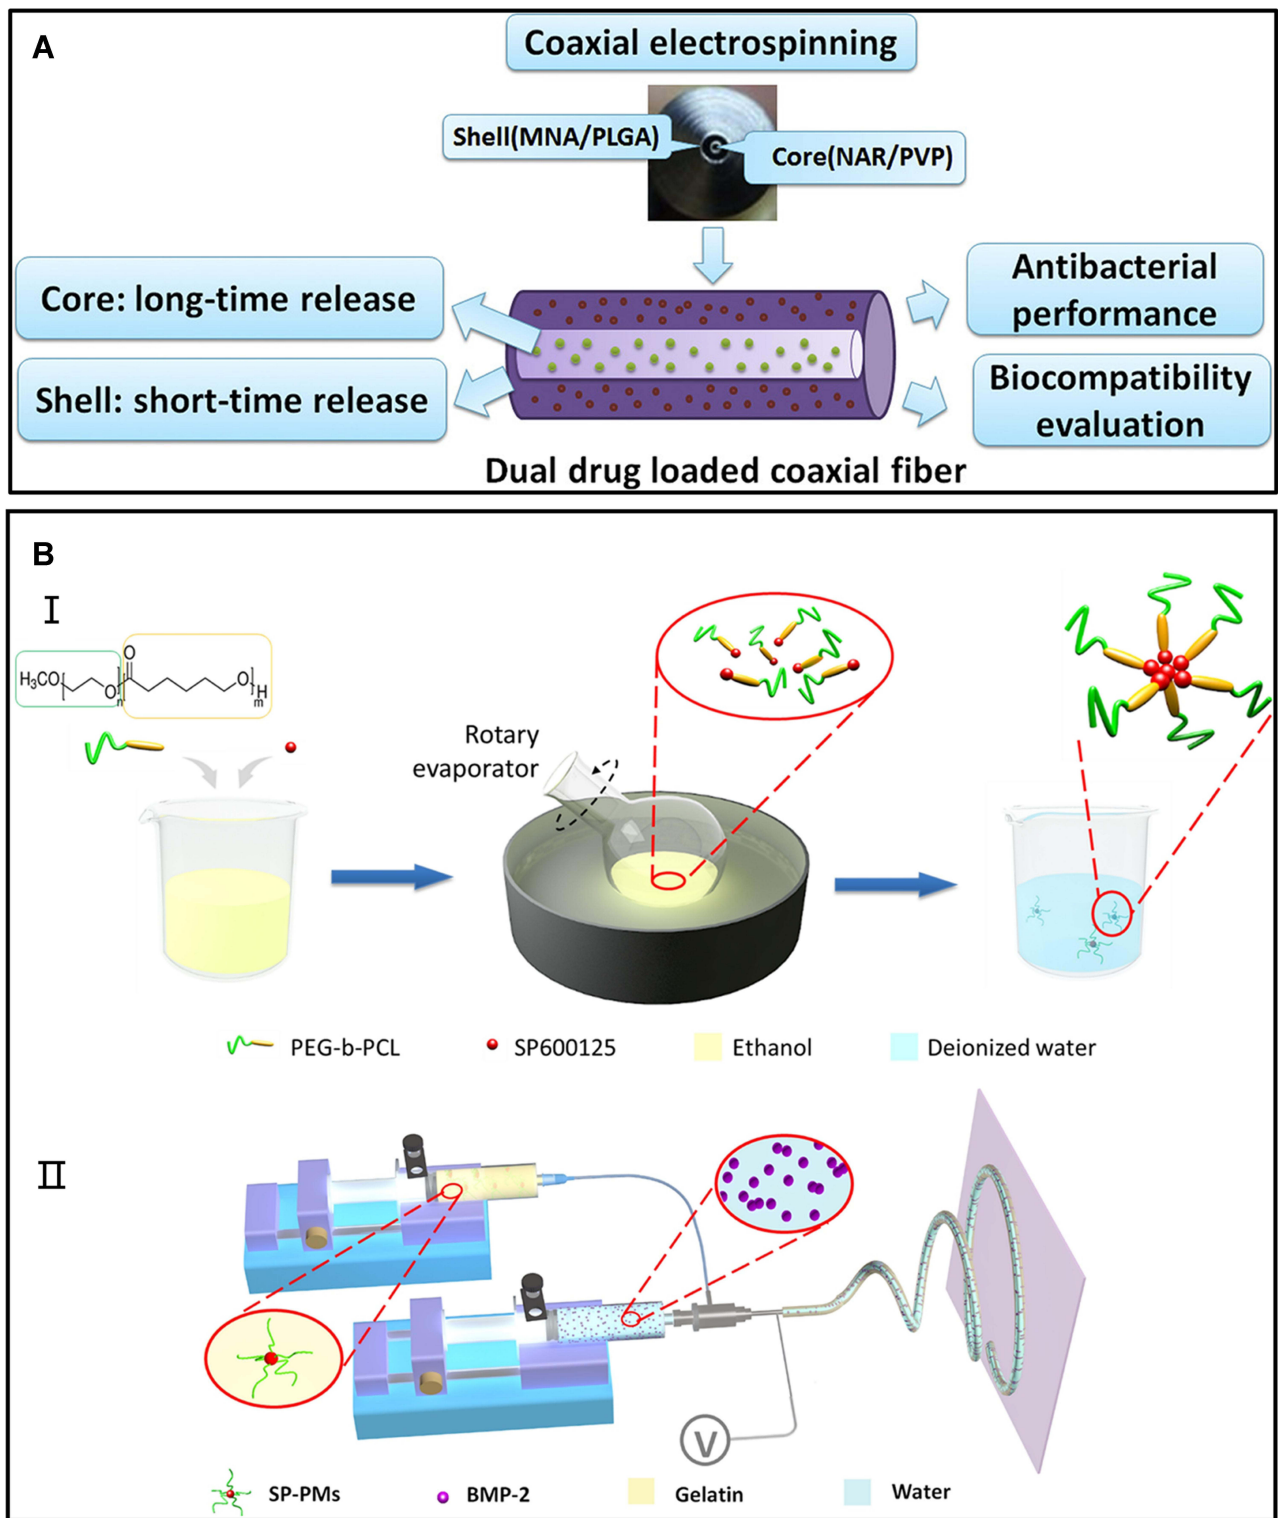 A
Coaxial electrospinning
Shell(MNA/PLGA)
Core(NAR/PVP)
Core: long-time release
Shell: short-time release
Antibacterial
performance
Biocompatibility
evaluation
Dual drug loaded coaxial fiber
B
I
H₃CO
O
n
O
O
m
H
Rotary
evaporator
PEG-b-PCL
SP600125
Ethanol
Deionized water
II
V
SP-PMs
BMP-2
Gelatin
Water